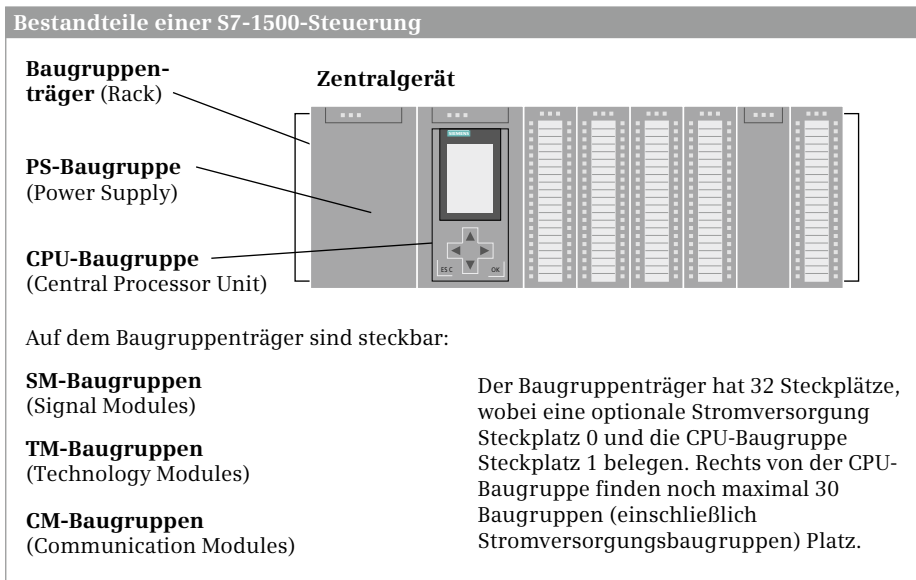 Bestandteile einer S7-1500-Steuerung
Baugruppen-
träger (Rack)
Zentralgerät
SIEMENS
PS-Baugruppe
(Power Supply)
CPU-Baugruppe
(Central Processor Unit)
ESC
OK
Auf dem Baugruppenträger sind steckbar:
SM-Baugruppen
(Signal Modules)
TM-Baugruppen
(Technology Modules)
CM-Baugruppen
(Communication Modules)
Der Baugruppenträger hat 32 Steckplätze,
wobei eine optionale Stromversorgung
Steckplatz 0 und die CPU-Baugruppe
Steckplatz 1 belegen. Rechts von der CPU-
Baugruppe finden noch maximal 30
Baugruppen (einschließlich
Stromversorgungsbaugruppen) Platz.